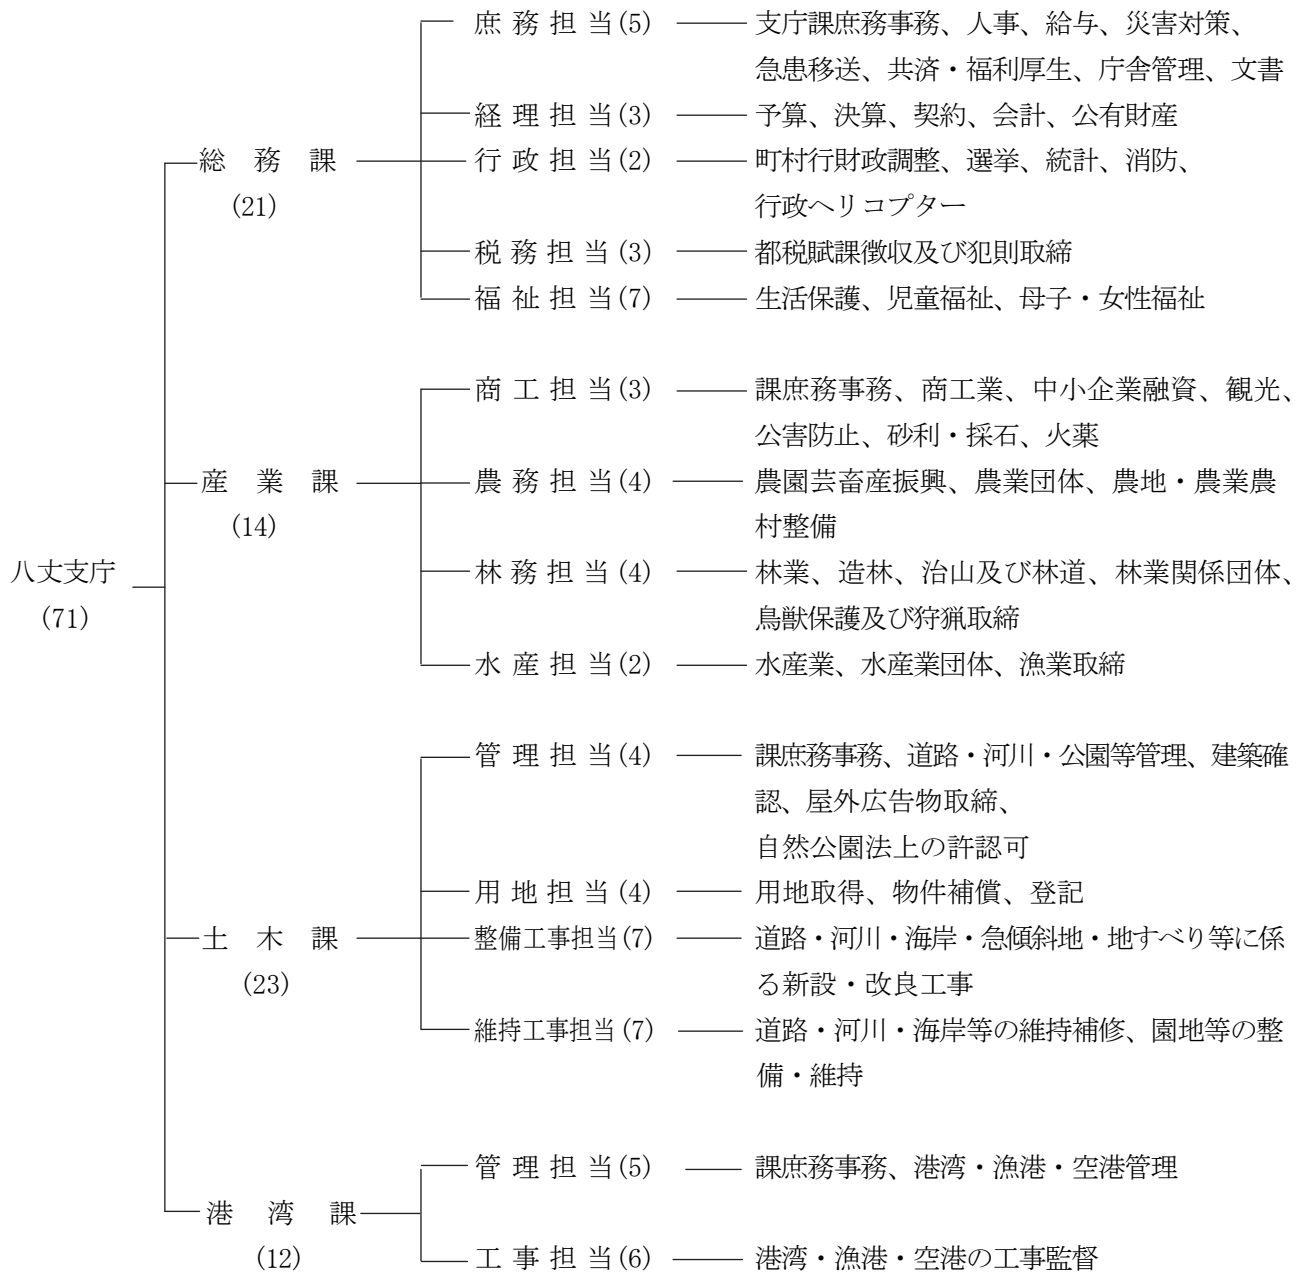 庶務担当(5) 支庁課庶務事務、人事、給与、災害対策、
急患移送、共済・福利厚生、庁舎管理、文書
経理担当(3) 予算、決算、契約、会計、公有財産
総務課 行政担当(2) 町村行財政調整、選挙、統計、消防、
(21) 行政ヘリコプター
税務担当(3) 都税賦課徴収及び犯則取締
福祉担当(7) 生活保護、児童福祉、母子・女性福祉
商工担当(3) 課庶務事務、商工業、中小企業融資、観光、
公害防止、砂利・採石、火薬
産業課 農務担当(4) 農園芸畜産振興、農業団体、農地・農業農
(14) 村整備
八丈支庁 林務担当(4) 林業、造林、治山及び林道、林業関係団体、
(71) 鳥獣保護及び狩猟取締
水産担当(2) 水産業、水産業団体、漁業取締
管理担当(4) 課庶務事務、道路・河川・公園等管理、建築確
認、屋外広告物取締、
自然公園法上の許認可
用地担当(4) 用地取得、物件補償、登記
土木課 整備工事担当(7) 道路・河川・海岸・急傾斜地・地すべり等に係
(23) る新設・改良工事
維持工事担当(7) 道路・河川・海岸等の維持補修、園地等の整
備・維持
管理担当(5) 課庶務事務、港湾・漁港・空港管理
港湾課
(12) 工事担当(6) 港湾・漁港・空港の工事監督